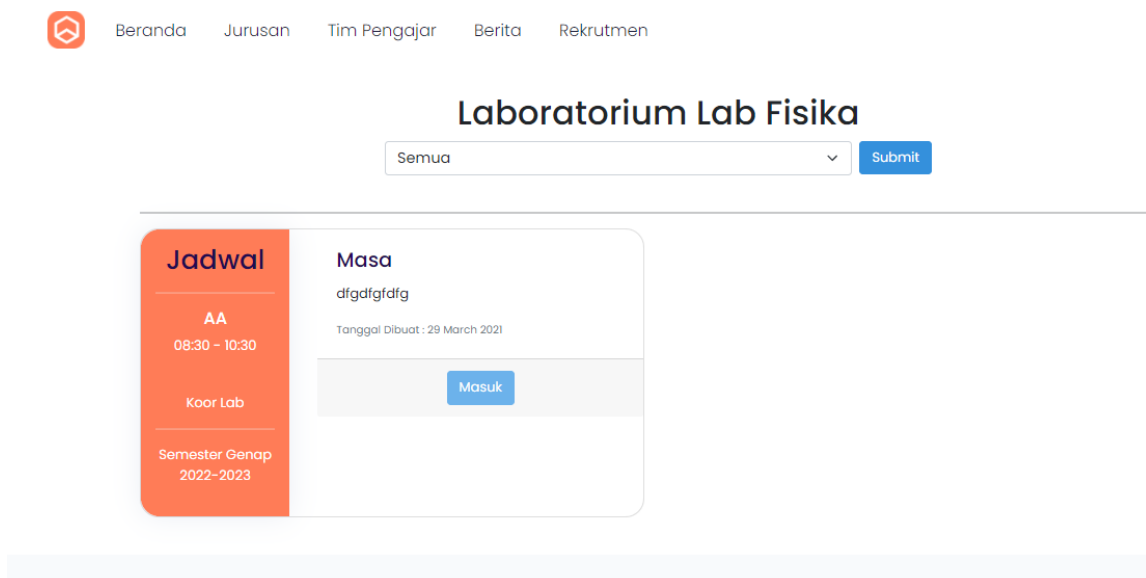 Beranda Jurusan Tim Pengajar Berita Rekrutmen
Laboratorium Lab Fisika
Semua Submit
Jadwal
AA
08:30 - 10:30
Koor Lab
Semester Genap
2022-2023
Masa
dfgdfgfdfg
Tanggal Dibuat : 29 March 2021
Masuk